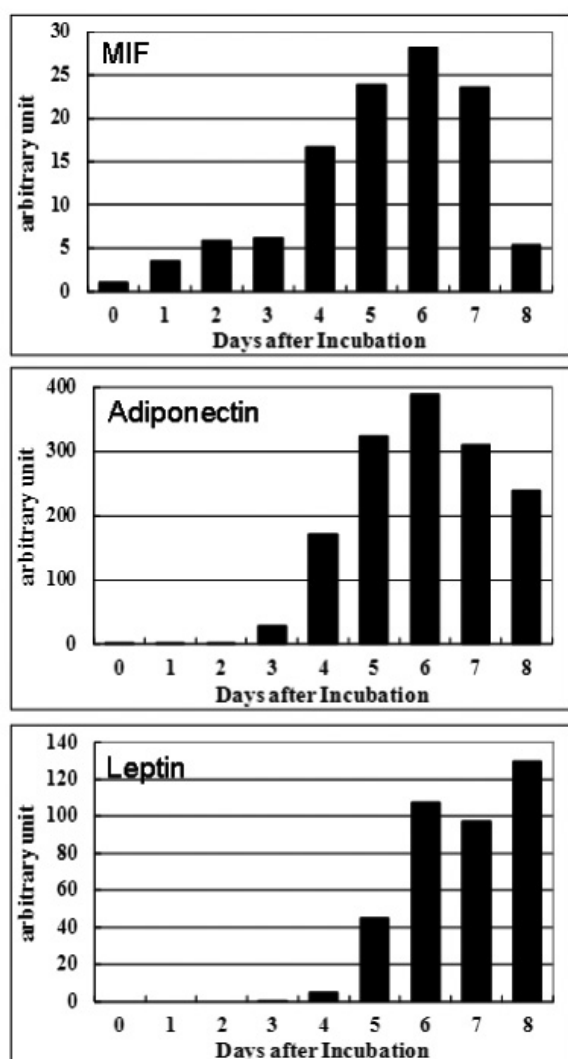 MIF
30
25
20
15
10
5
0
arbitrary unit
0 1 2 3 4 5 6 7 8
Days after Incubation
Adiponectin
400
300
200
100
0
arbitrary unit
0 1 2 3 4 5 6 7 8
Days after Incubation
Leptin
140
120
100
80
60
40
20
0
arbitrary unit
0 1 2 3 4 5 6 7 8
Days after Incubation